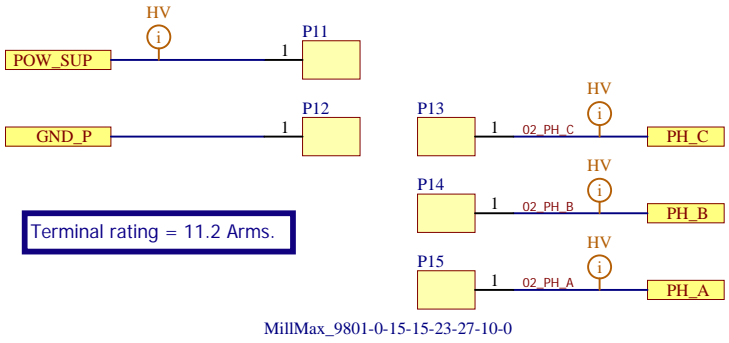 HV
i
P11
POW_SUP
1
P12
GND_P
1
HV
i
P13
1
02_PH_C
PH_C
HV
i
P14
1
02_PH_B
PH_B
Terminal rating = 11.2 Arms.
HV
i
P15
1
02_PH_A
PH_A
MillMax_9801-0-15-15-23-27-10-0